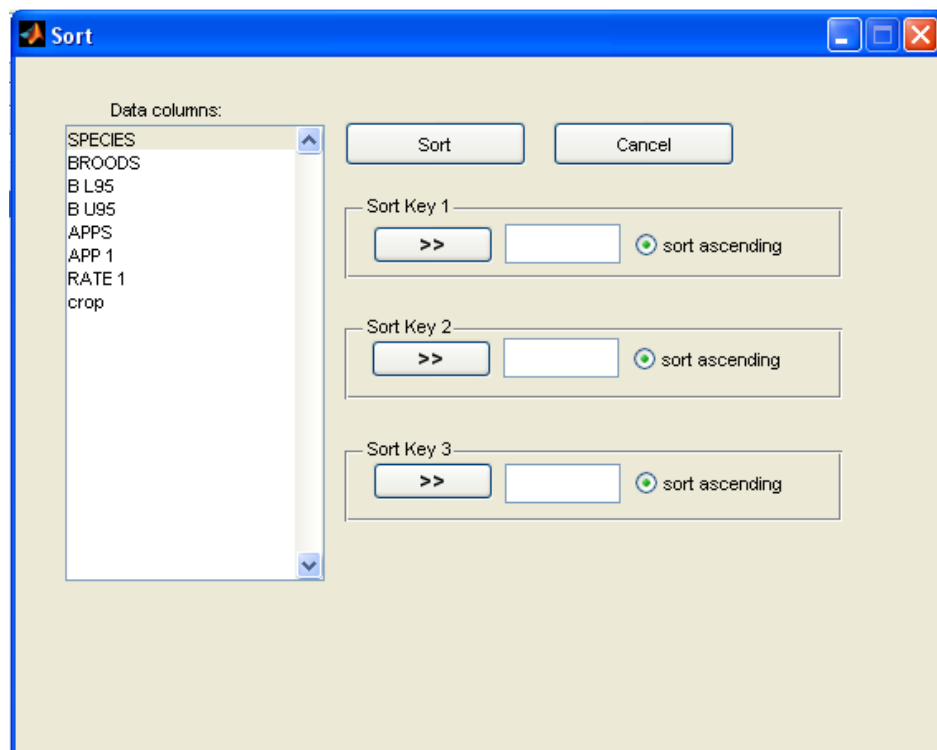 Sort
Data columns:
SPECIES
BROODS
B L95
B U95
APPS
APP 1
RATE 1
crop
Sort
Cancel
Sort Key 1
>>
sort ascending
Sort Key 2
>>
sort ascending
Sort Key 3
>>
sort ascending